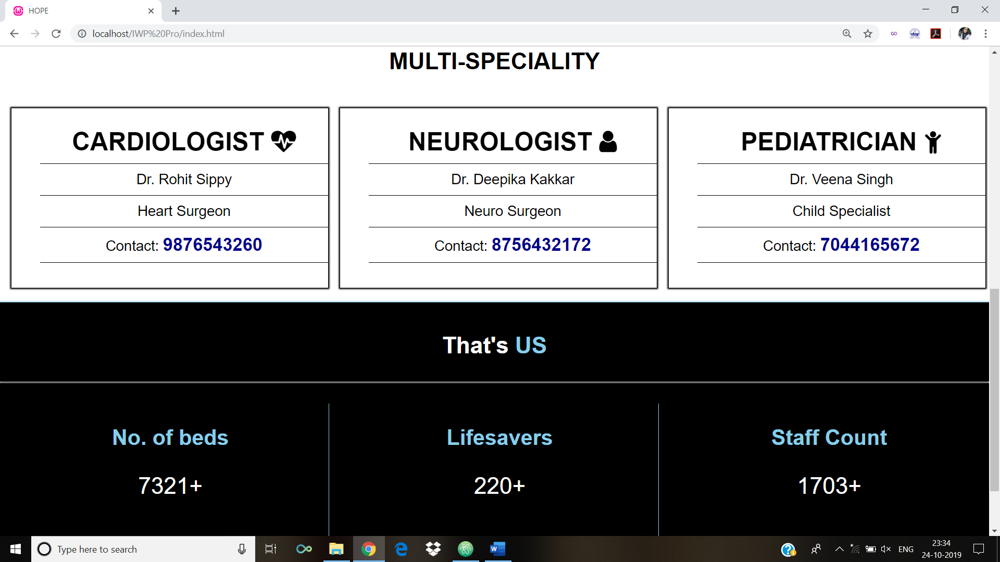 HOPE
localhost/IWP%20Pro/index.html
MULTI-SPECIALITY
CARDIOLOGIST
Dr. Rohit Sippy
Heart Surgeon
Contact: 9876543260
NEUROLOGIST
Dr. Deepika Kakkar
Neuro Surgeon
Contact: 8756432172
PEDIATRICIAN
Dr. Veena Singh
Child Specialist
Contact: 7044165672
That's US
No. of beds
7321+
Lifesavers
220+
Staff Count
1703+
Type here to search
ENG
23:34
24-10-2019